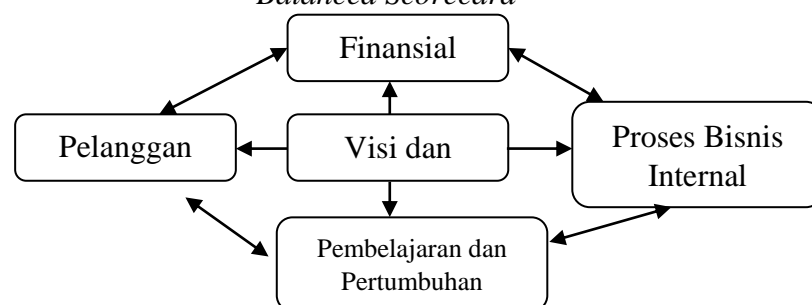 Balanced Scorecard
Finansial
Pelanggan
Visi dan
Proses Bisnis
Internal
Pembelajaran dan
Pertumbuhan